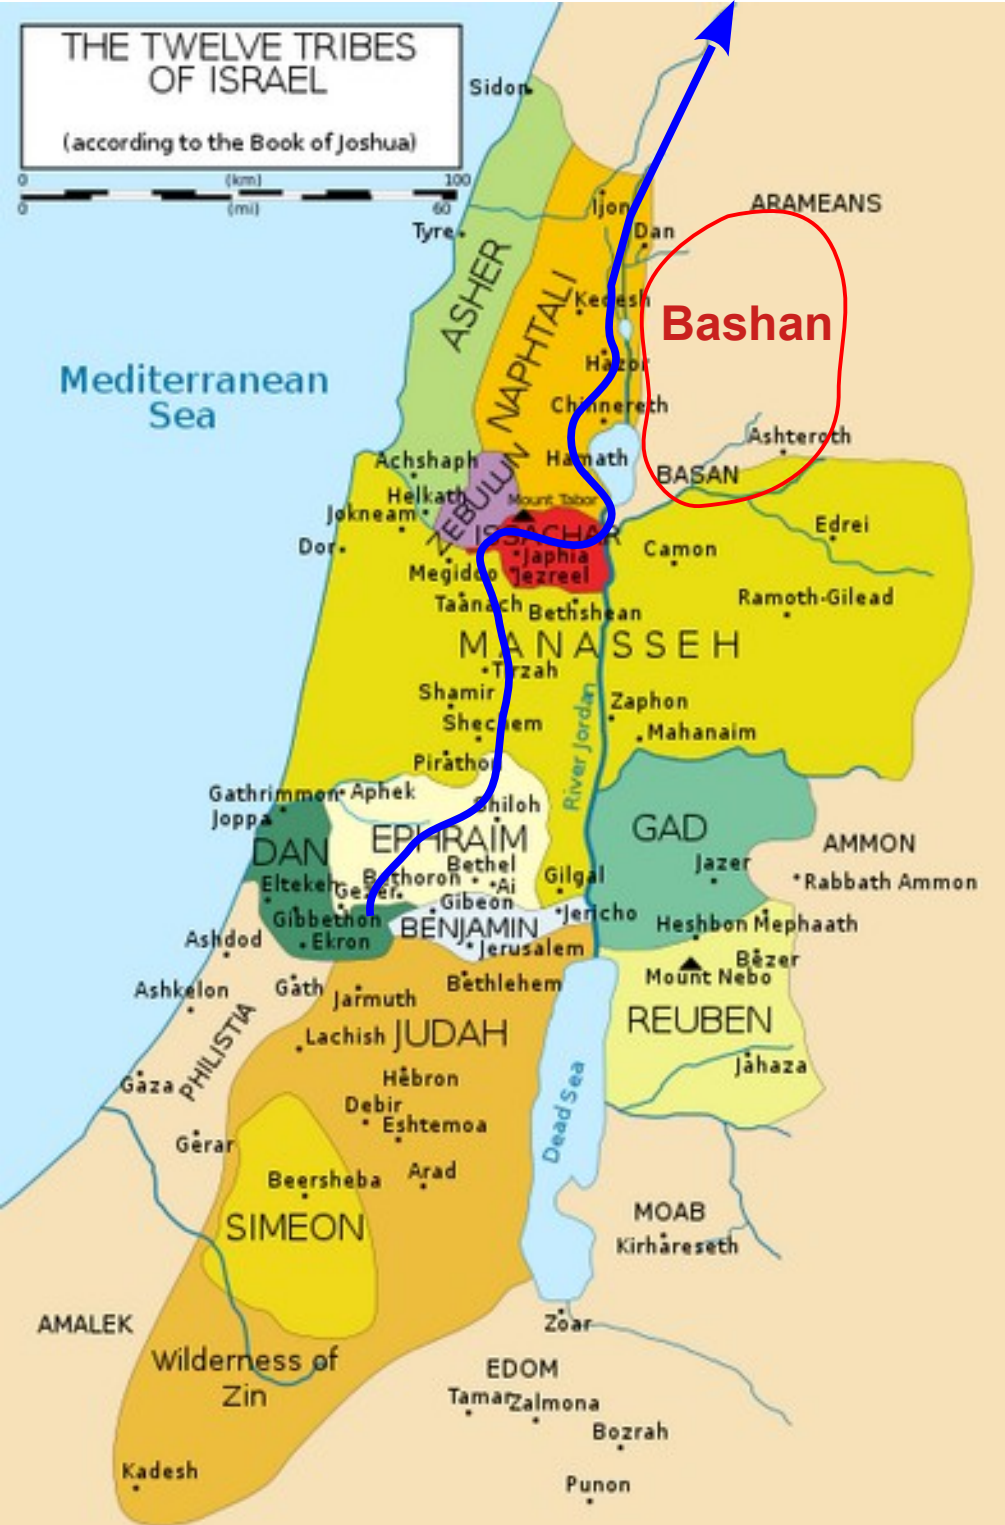 THE TWELVE TRIBES
OF ISRAEL
(according to the Book of Joshua)
0 (km) 100
0 (mi) 60
Sidon
Ijon
ARAMEANS
Tyre
Dan
ASHER
NAPHTALI
Kedesh
Bashan
Hazor
Mediterranean
Sea
Chinnereth
Ashteroth
Achshaph
Hamath
BASAN
Helkath
Mount Tabor
Jokneam
ZEBULUN
ISSACHAR
Edrei
Dor
Japhia
Camon
Megiddo
Jezreel
Taanach
Bethshean
Ramoth-Gilead
MANASSEH
Tirzah
Shamir
Zaphon
Shechem
Mahanaim
River Jordan
Pirathon
Gathrimmon
Aphek
Joppa
Shiloh
DAN
EPHRAIM
GAD
AMMON
Bethel
Jazer
Eltekeh
Gezer
Bethoron
Ai
Gilgal
Rabbath Ammon
Gibeon
Gibbethon
BENJAMIN
Jericho
Heshbon
Mephaath
Ashdod
Ekron
Jerusalem
Bezer
Ashkelon
Gath
Jarmuth
Bethlehem
Mount Nebo
PHILISTIA
Lachish
JUDAH
REUBEN
Gaza
Hebron
Jahaza
Debir
Dead Sea
Eshtemoa
Gerar
Beersheba
Arad
SIMEON
MOAB
Kirhareseth
AMALEK
Zoar
Wilderness of
Zin
EDOM
Tamar
Zalmona
Bozrah
Kadesh
Punon